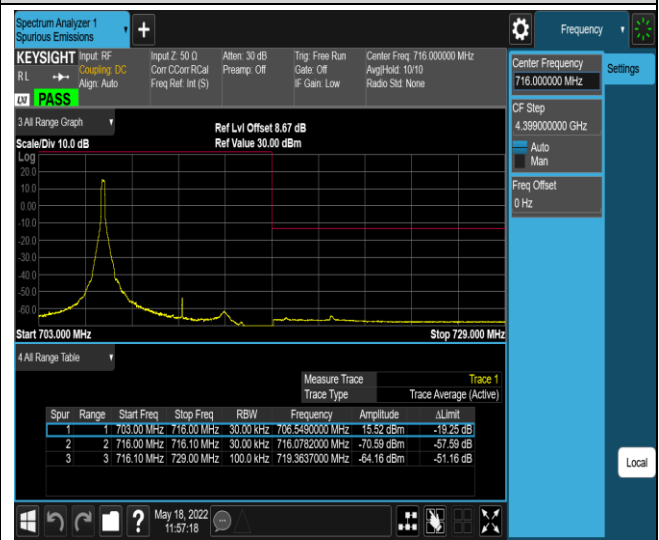 Spectrum Analyzer 1
Spurious Emissions
Frequency
KEYSIGHT
Input: RF
Coupling: DC
Align: Auto
Input Z: 50 Ω
Corr CCorr RCal
Freq Ref: Int (S)
Atten: 30 dB
Preamp: Off
Trig: Free Run
Gate: Off
IF Gain: Low
Center Freq: 716.000000 MHz
Avg|Hold: 10/10
Radio Std: None
R L
LXI PASS
Center Frequency
716.000000 MHz
Settings
CF Step
4.399000000 GHz
Auto
Man
Freq Offset
0 Hz
3 All Range Graph
Scale/Div 10.0 dB
Ref Lvl Offset 8.67 dB
Ref Value 30.00 dBm
Log
20.0
10.0
0.00
-10.0
-20.0
-30.0
-40.0
-50.0
-60.0
Start 703.000 MHz
Stop 729.000 MHz
4 All Range Table
Measure Trace Trace 1
Trace Type Trace Average (Active)
Spur Range Start Freq Stop Freq RBW Frequency Amplitude ΔLimit
1 1 703.00 MHz 716.00 MHz 30.00 kHz 706.5490000 MHz 15.52 dBm -19.25 dB
2 2 716.00 MHz 716.10 MHz 30.00 kHz 716.0782000 MHz -70.59 dBm -57.59 dB
3 3 716.10 MHz 729.00 MHz 100.0 kHz 719.3637000 MHz -64.16 dBm -51.16 dB
Local
?
May 18, 2022
11:57:18